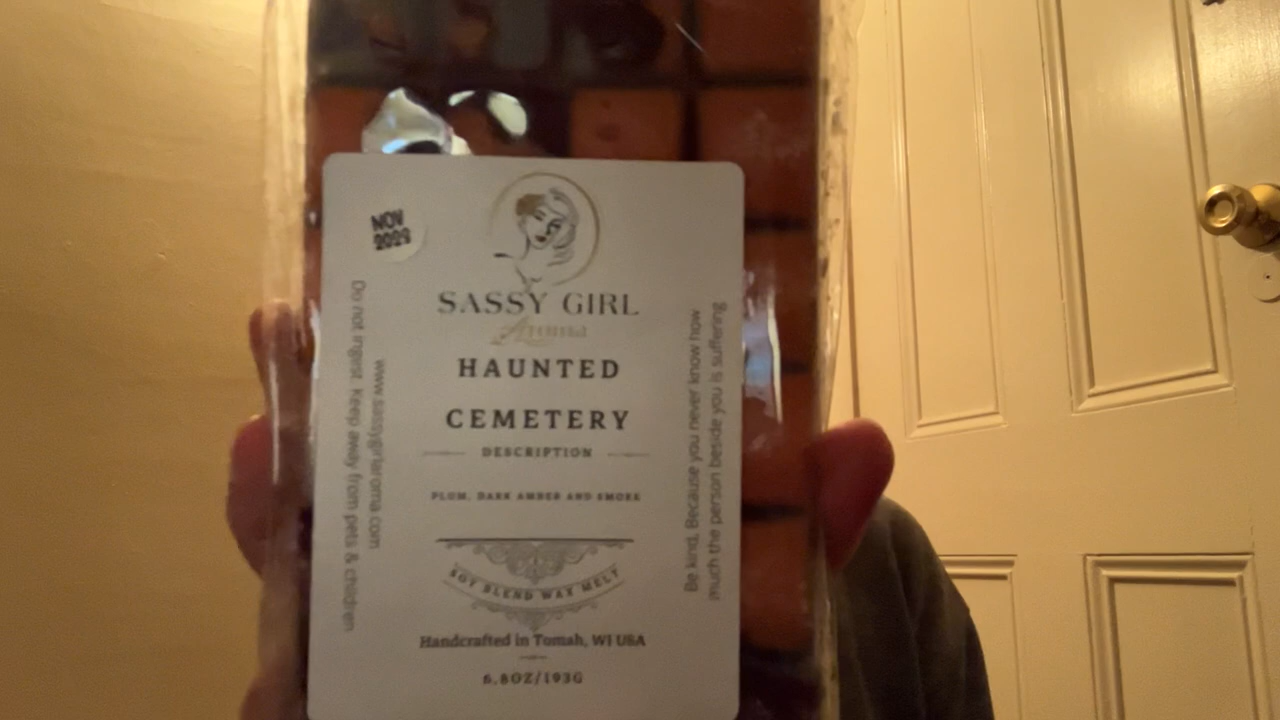 NOV
SASSY GIRL
Aroma
HAUNTED
CEMETERY
DESCRIPTION
PLUM, DARK AMBER AND SMOKE
SOY BLEND WAX MELT
Handcrafted in Tomah, WI USA
6.8OZ/193G
www.sassygirlaroma.com
Do not ingest. Keep away from pets & children
Be kind. Because you never know how
much the person beside you is suffering